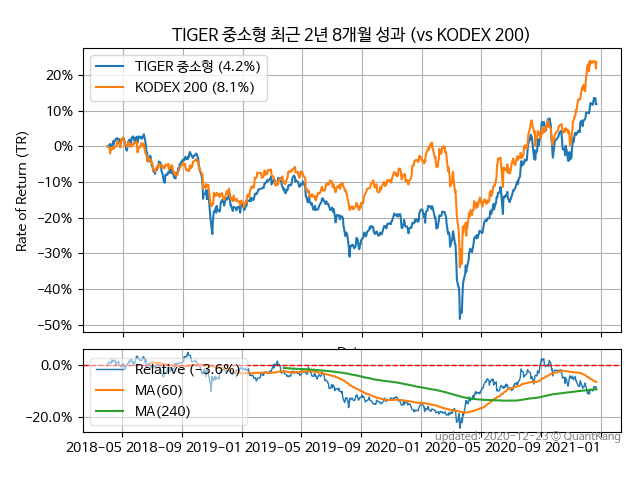 TIGER 중소형 최근 2년 8개월 성과 (vs KODEX 200)
TIGER 중소형 (4.2%)
KODEX 200 (8.1%)
Rate of Return (TR)
20%
10%
0%
−10%
−20%
−30%
−40%
−50%
0.0%
−20.0%
Relative (−3.6%)
MA(60)
MA(240)
updated: 2020-12-23 © QuantKang
2018-05 2018-09 2019-01 2019-05 2019-09 2020-01 2020-05 2020-09 2021-01